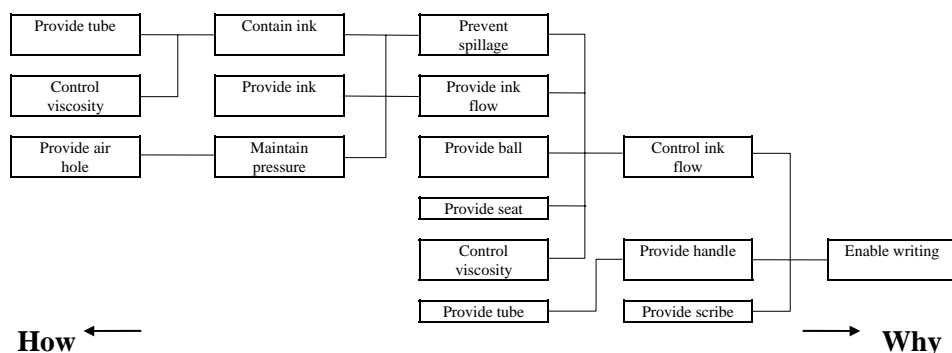 Provide tube
Contain ink
Prevent
spillage
Control
viscosity
Provide ink
Provide ink
flow
Provide air
hole
Maintain
pressure
Provide ball
Control ink
flow
Provide seat
Control
viscosity
Provide handle
Enable writing
Provide tube
Provide scribe
How
Why